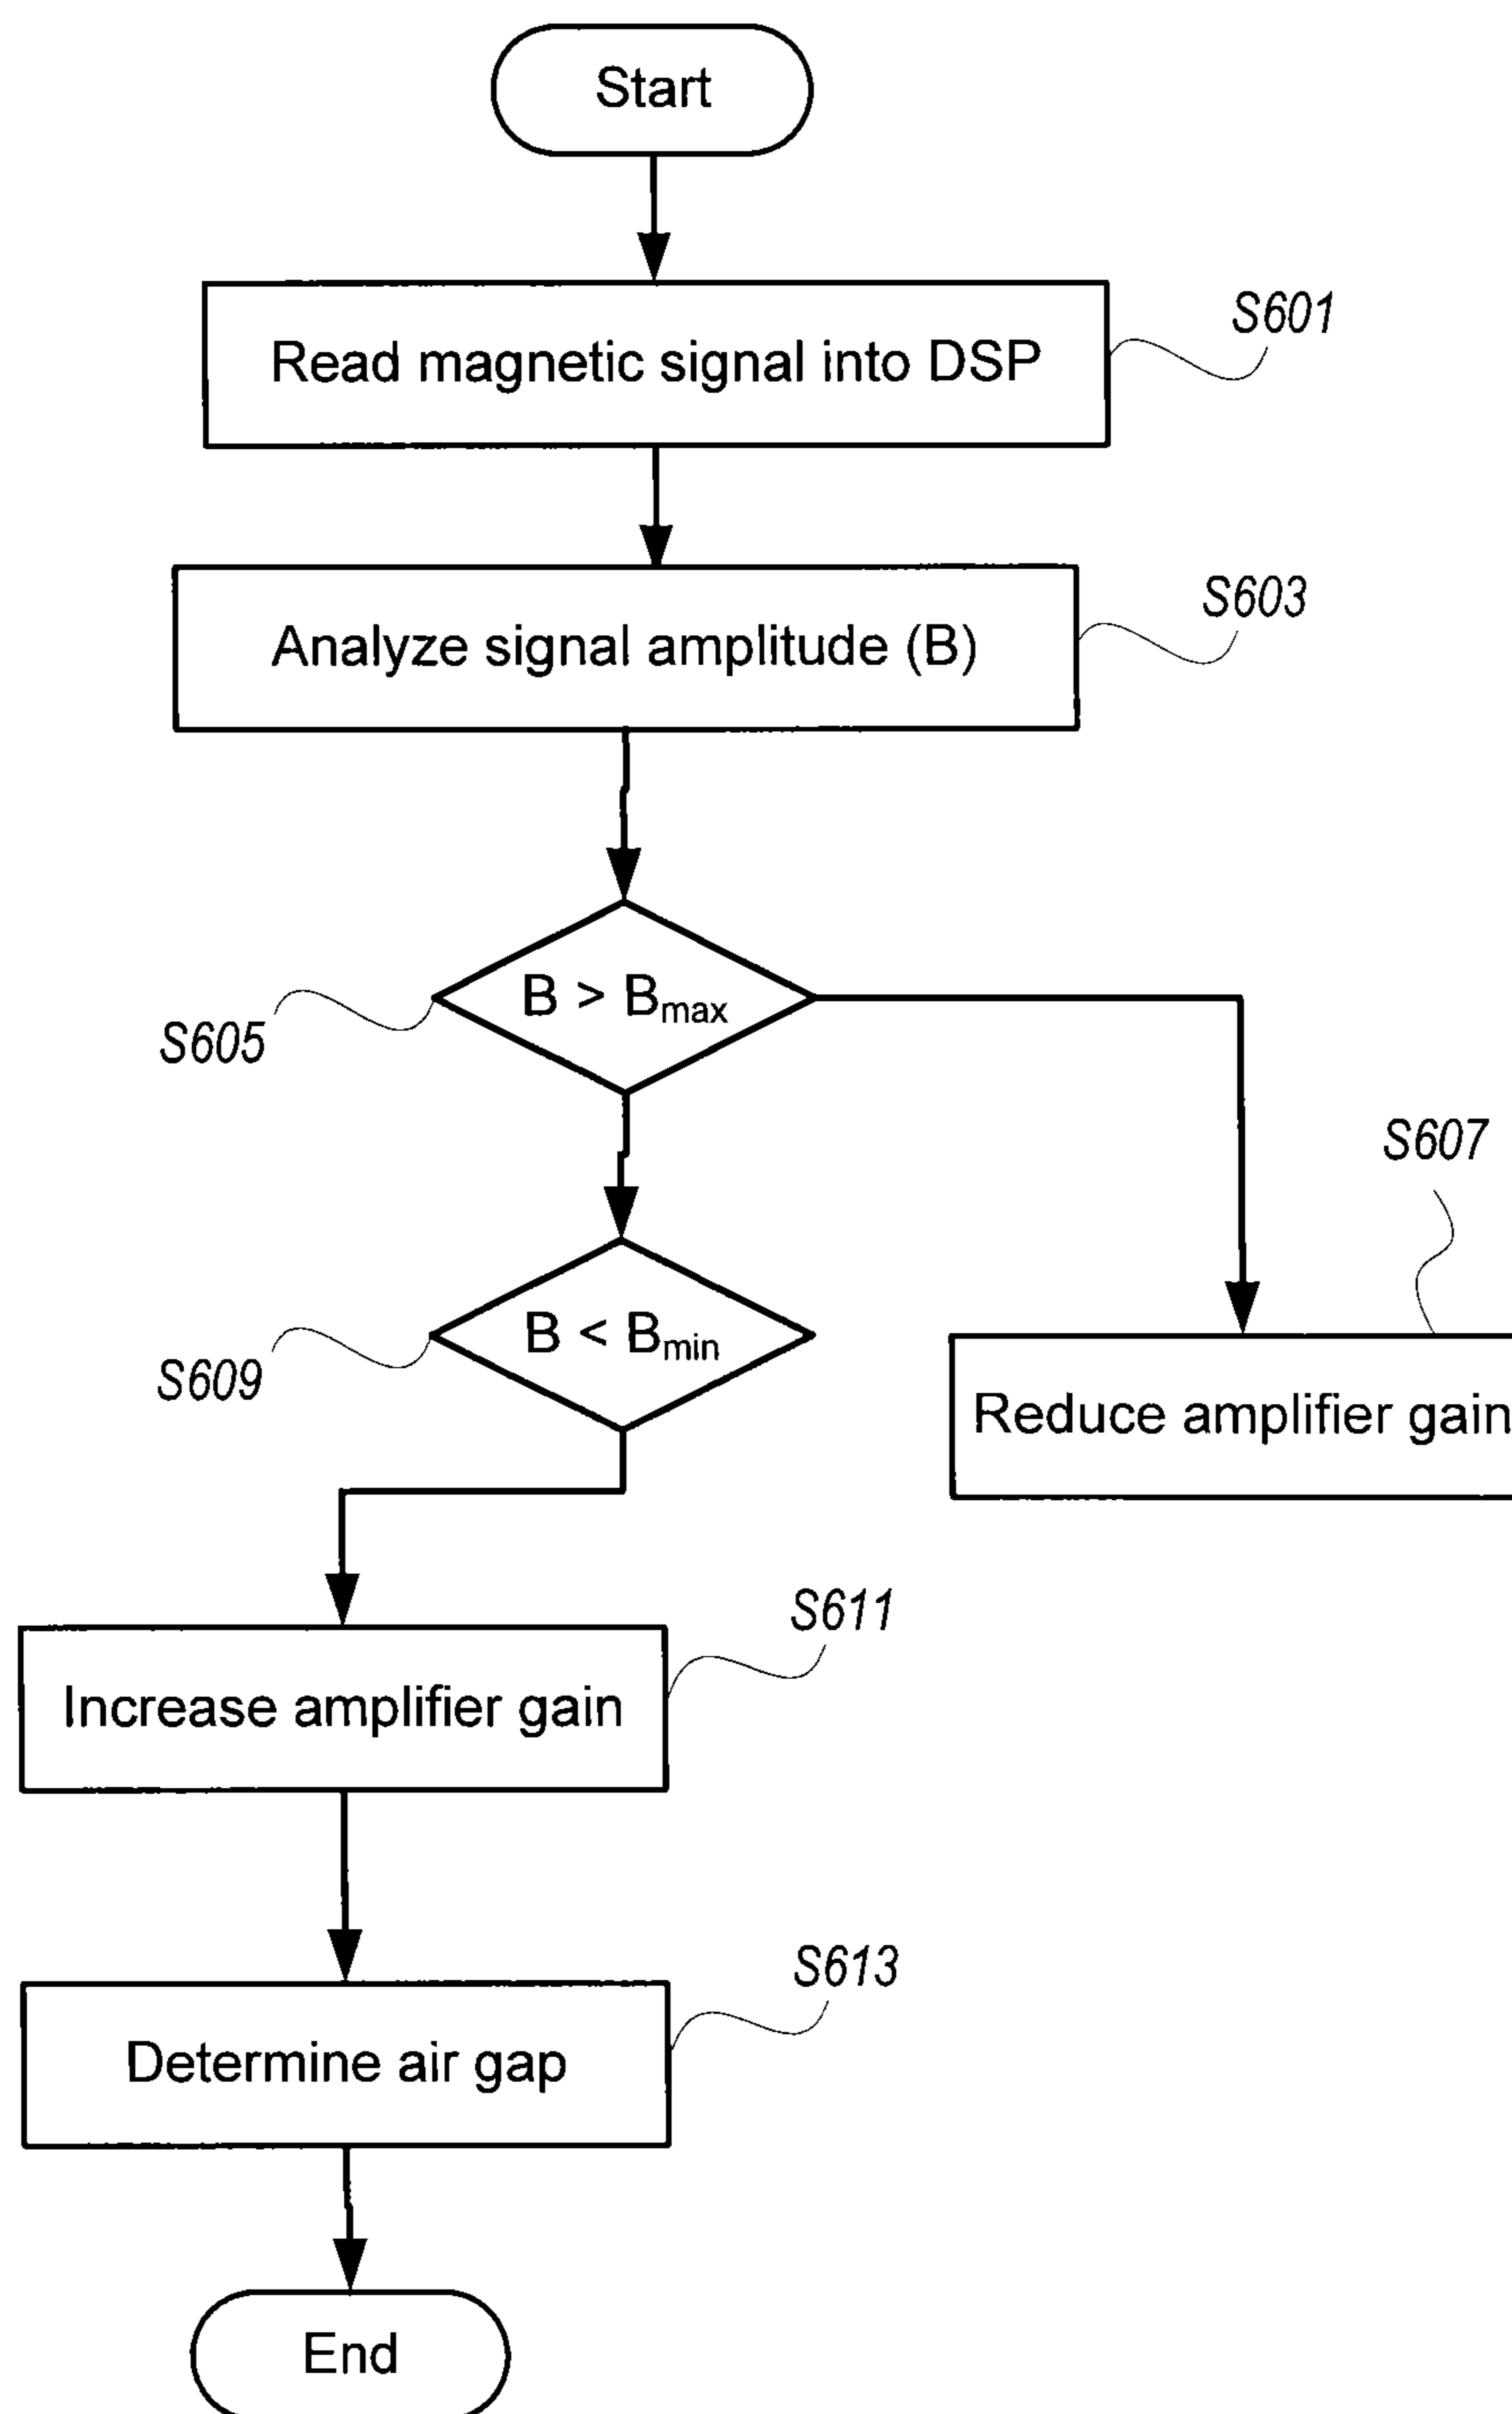 Start
Read magnetic signal into DSP
S601
Analyze signal amplitude (B)
S603
B > Bmax
S605
S607
Reduce amplifier gain
B < Bmin
S609
S611
Increase amplifier gain
S613
Determine air gap
End